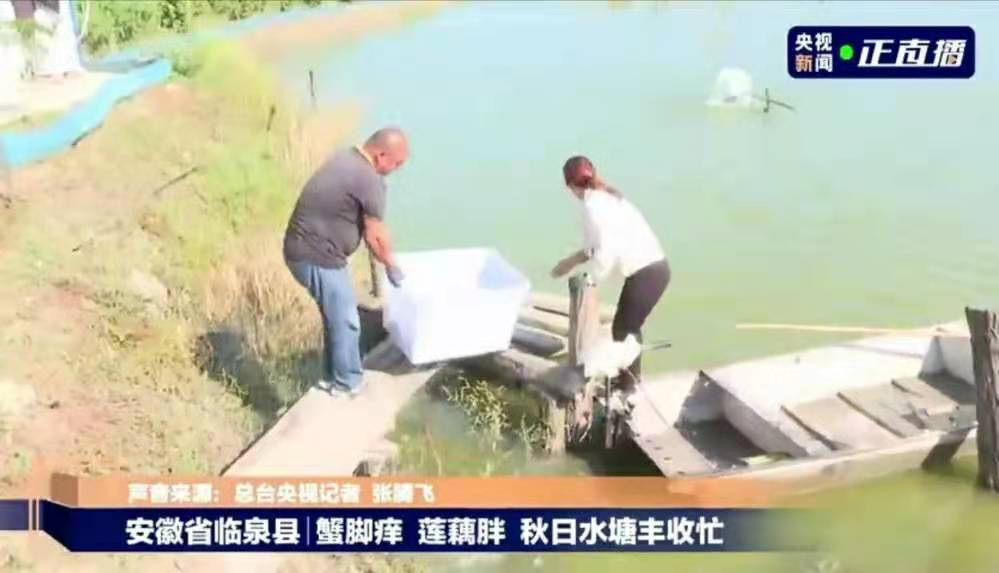 央视
新闻
正直播
声音来源：总台央视记者 张腾飞
安徽省临泉县 蟹脚痒 莲藕胖 秋日水塘丰收忙